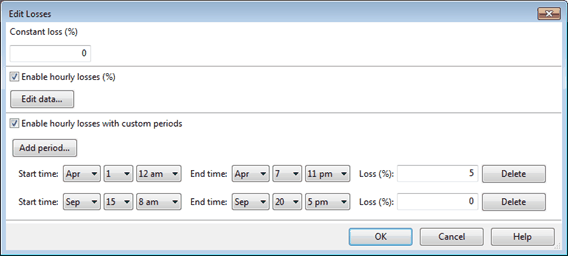 Edit Losses
Constant loss (%)
0
Enable hourly losses (%)
Edit data...
Enable hourly losses with custom periods
Add period...
Start time: Apr 1 12 am End time: Apr 7 11 pm Loss (%): 5 Delete
Start time: Sep 15 8 am End time: Sep 20 5 pm Loss (%): 0 Delete
OK Cancel Help